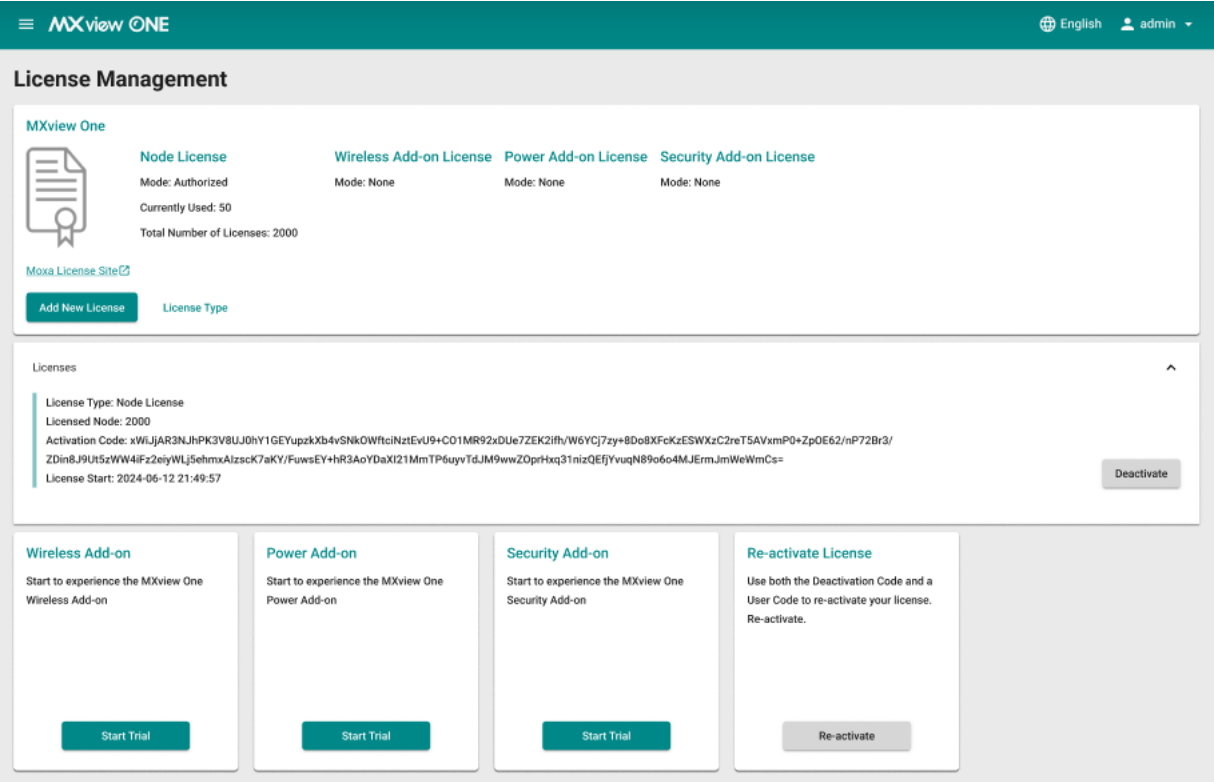 MXview ONE
English
admin
License Management
MXview One
Node License
Wireless Add-on License
Power Add-on License
Security Add-on License
Mode: Authorized
Mode: None
Mode: None
Mode: None
Currently Used: 50
Total Number of Licenses: 2000
Moxa License Site
Add New License
License Type
Licenses
License Type: Node License
Licensed Node: 2000
Activation Code: xWiJjAR3NJhPK3V8UJ0hY1GEYupzkXb4vSNkOWftciNztEvU9+CO1MR92xDUe7ZEK2ifh/W6YCj7zy+8Do8XFcKzESWXzC2reT5AVxmP0+ZpOE62/nP72Br3/
ZDin8J9Ut5zWW4iFz2eiyWLj5ehmxAIzscK7aKY/FuwsEY+hR3AoYDaXI21MmTP6uyvTdJM9wwZOprHxq31nizQEfjYvuqN89o6o4MJErmJmWeWmCs=
License Start: 2024-06-12 21:49:57
Deactivate
Wireless Add-on
Start to experience the MXview One
Wireless Add-on
Start Trial
Power Add-on
Start to experience the MXview One
Power Add-on
Start Trial
Security Add-on
Start to experience the MXview One
Security Add-on
Start Trial
Re-activate License
Use both the Deactivation Code and a
User Code to re-activate your license.
Re-activate.
Re-activate